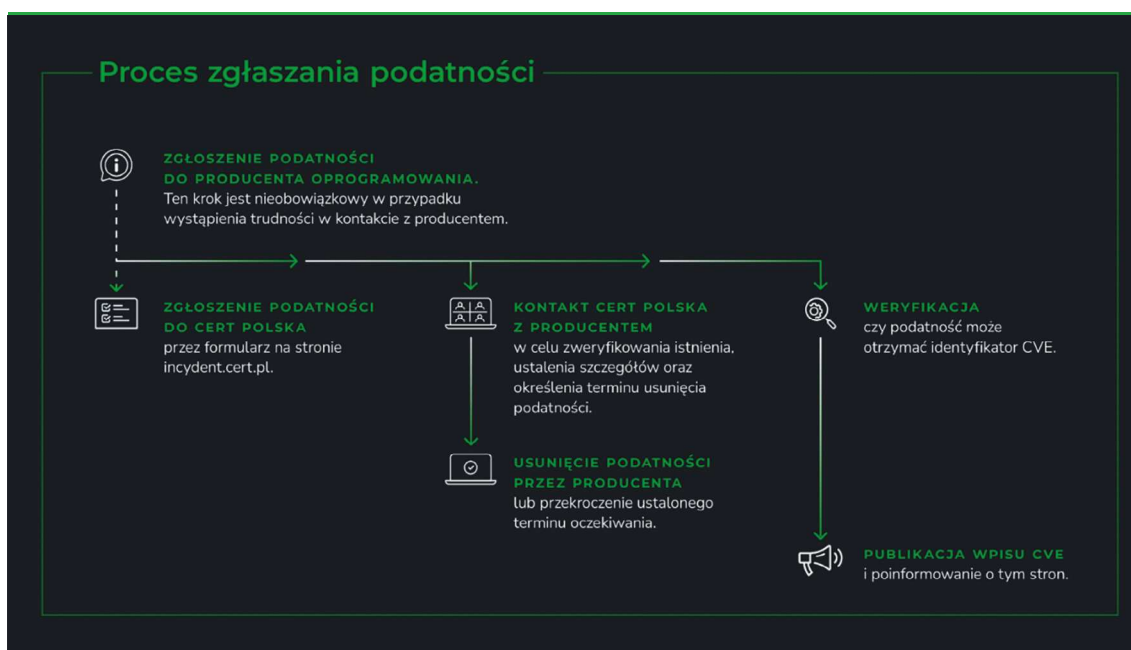 Proces zgłaszania podatności
ZGŁOSZENIE PODATNOŚCI
DO PRODUCENTA OPROGRAMOWANIA.
Ten krok jest nieobowiązkowy w przypadku
wystąpienia trudności w kontakcie z producentem.
ZGŁOSZENIE PODATNOŚCI
DO CERT POLSKA
przez formularz na stronie
incydent.cert.pl.
KONTAKT CERT POLSKA
Z PRODUCENTEM
w celu zweryfikowania istnienia,
ustalenia szczegółów oraz
określenia terminu usunięcia
podatności.
USUNIĘCIE PODATNOŚCI
PRZEZ PRODUCENTA
lub przekroczenie ustalonego
terminu oczekiwania.
WERYFIKACJA
czy podatność może
otrzymać identyfikator CVE.
PUBLIKACJA WPISU CVE
i poinformowanie o tym stron.